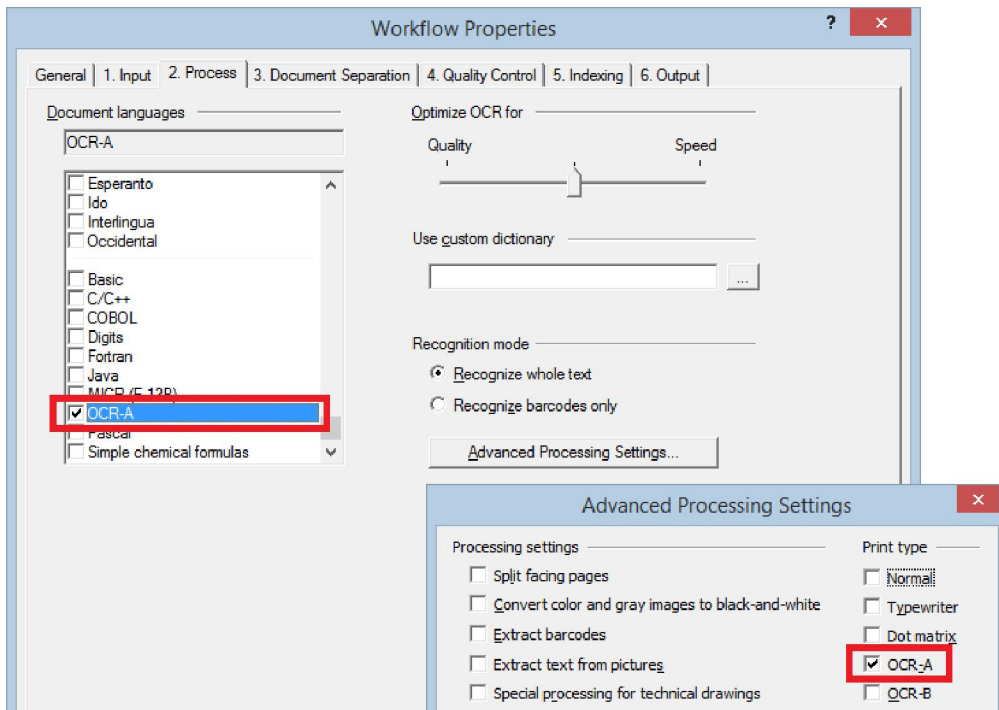 Workflow Properties
?
General
1. Input
2. Process
3. Document Separation
4. Quality Control
5. Indexing
6. Output
Document languages
OCR-A
Esperanto
Ido
Interlingua
Occidental
Basic
C/C++
COBOL
Digits
Fortran
Java
MICR (E-13B)
OCR-A
Pascal
Simple chemical formulas
Optimize OCR for
Quality Speed
Use custom dictionary
...
Recognition mode
Recognize whole text
Recognize barcodes only
Advanced Processing Settings...
Advanced Processing Settings
Processing settings
Split facing pages
Convert color and gray images to black-and-white
Extract barcodes
Extract text from pictures
Special processing for technical drawings
Print type
Normal
Typewriter
Dot matrix
OCR-A
OCR-B